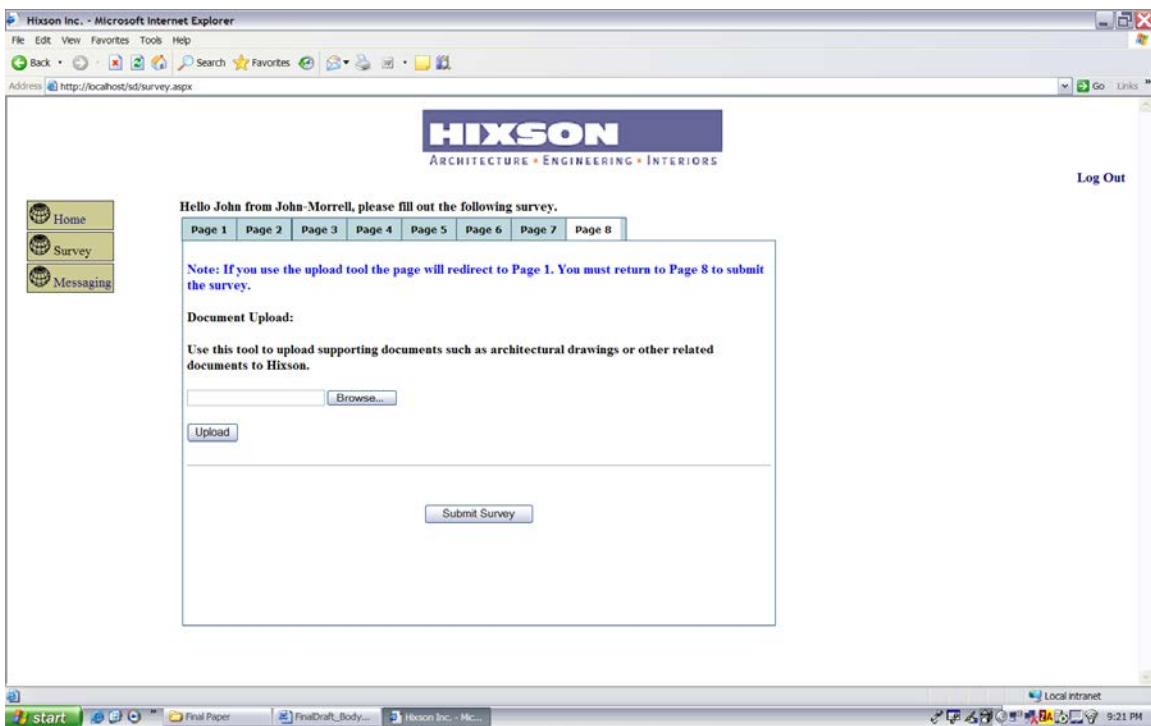 Hixson Inc. - Microsoft Internet Explorer
File Edit View Favorites Tools Help
Back Search Favorites
Address http://localhost/sd/survey.aspx Go Links
HIXSON
ARCHITECTURE • ENGINEERING • INTERIORS
Log Out
Hello John from John-Morrell, please fill out the following survey.
Home
Survey
Messaging
Page 1 Page 2 Page 3 Page 4 Page 5 Page 6 Page 7 Page 8
Note: If you use the upload tool the page will redirect to Page 1. You must return to Page 8 to submit
the survey.
Document Upload:
Use this tool to upload supporting documents such as architectural drawings or other related
documents to Hixson.
Browse...
Upload
Submit Survey
Local intranet
start Final Paper FinalDraft_Body... Hixson Inc. - Mic... 9:21 PM